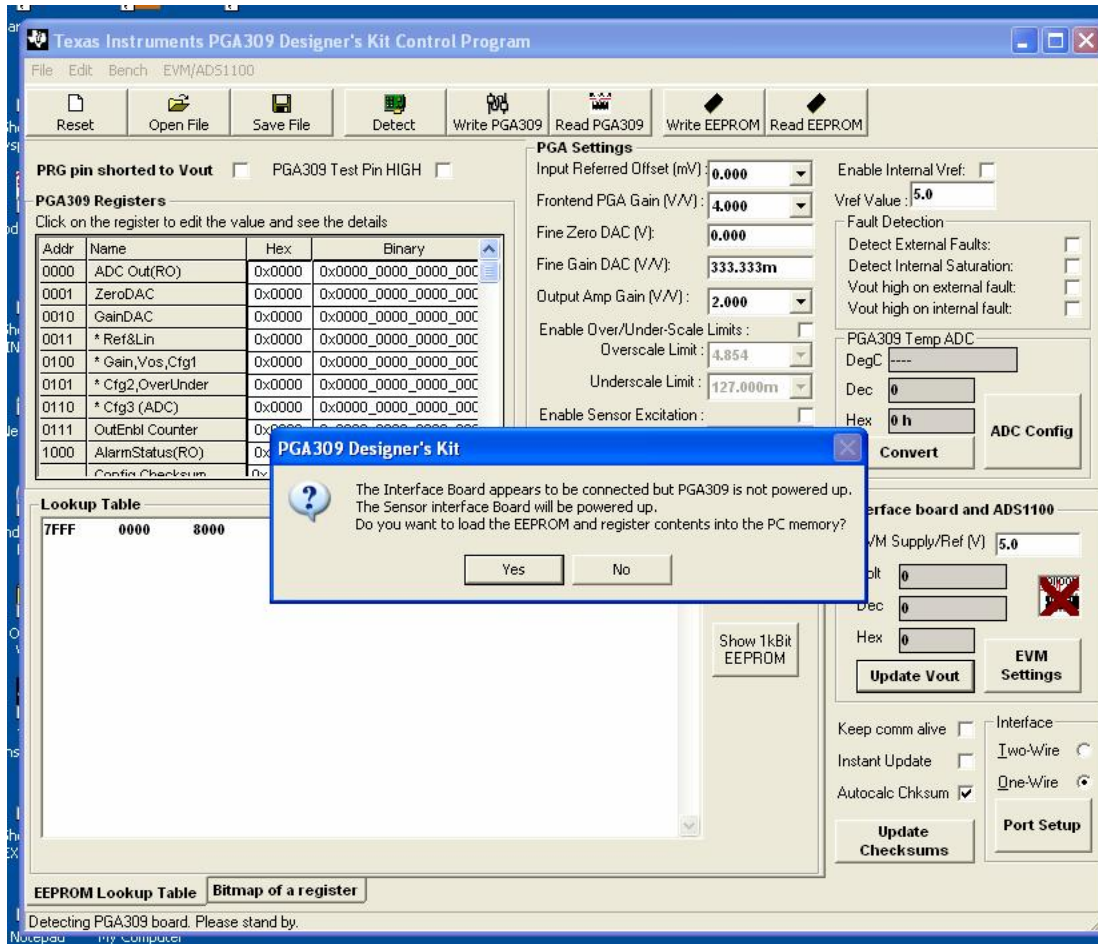 Texas Instruments PGA309 Designer's Kit Control Program
File Edit Bench EVM/ADS1100
Reset Open File Save File Detect Write PGA309 Read PGA309 Write EEPROM Read EEPROM
PRG pin shorted to Vout PGA309 Test Pin HIGH
PGA309 Registers
Click on the register to edit the value and see the details
Addr Name Hex Binary
0000 ADC Out(RO) 0x0000 0x0000_0000_0000_000
0001 ZeroDAC 0x0000 0x0000_0000_0000_000
0010 GainDAC 0x0000 0x0000_0000_0000_000
0011 * Ref&Lin 0x0000 0x0000_0000_0000_000
0100 * Gain,Vos,Cfg1 0x0000 0x0000_0000_0000_000
0101 * Cfg2,OverUnder 0x0000 0x0000_0000_0000_000
0110 * Cfg3 (ADC) 0x0000 0x0000_0000_0000_000
0111 OutEnbl Counter
1000 AlarmStatus(RO)
Config Checksum
PGA Settings
Input Referred Offset (mV) : 0.000
Frontend PGA Gain (V/V) : 4.000
Fine Zero DAC (V): 0.000
Fine Gain DAC (V/V): 333.333m
Output Amp Gain (V/V) : 2.000
Enable Over/Under-Scale Limits :
Overscale Limit : 4.854
Underscale Limit : 127.000m
Enable Sensor Excitation :
Enable Internal Vref:
Vref Value : 5.0
Fault Detection
Detect External Faults:
Detect Internal Saturation:
Vout high on external fault:
Vout high on internal fault:
PGA309 Temp ADC
DegC ----
Dec 0
Hex 0 h
Convert
ADC Config
PGA309 Designer's Kit
The Interface Board appears to be connected but PGA309 is not powered up.
The Sensor interface Board will be powered up.
Do you want to load the EEPROM and register contents into the PC memory?
Yes No
Lookup Table
7FFF 0000 8000
Show 1kBit
EEPROM
erface board and ADS1100
VM Supply/Ref (V) 5.0
olt 0
Dec 0
Hex 0
Update Vout
EVM
Settings
Keep comm alive
Instant Update
Autocalc Chksum
Update
Checksums
Interface
Two-Wire
One-Wire
Port Setup
EEPROM Lookup Table Bitmap of a register
Detecting PGA309 board. Please stand by.
Notepad My Computer